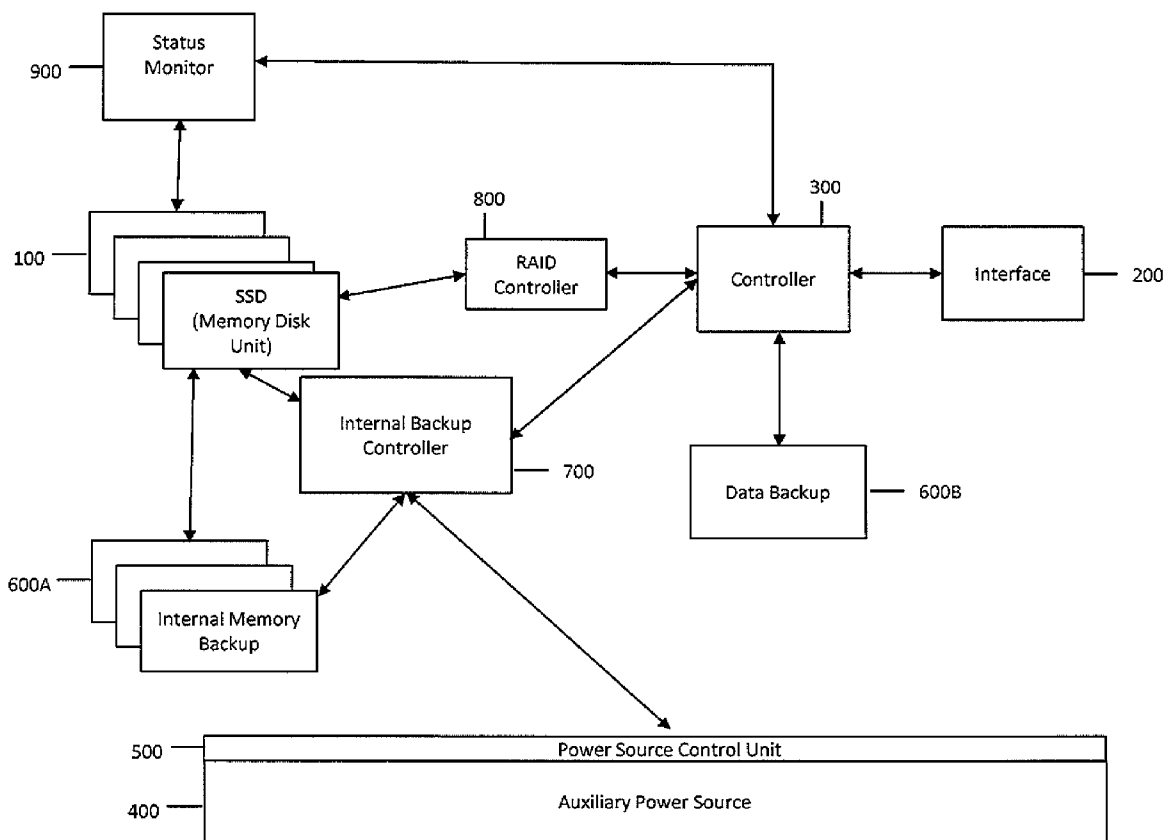 Status
Monitor
900
300
800
100
RAID
Controller
Controller
Interface
200
SSD
(Memory Disk
Unit)
Internal Backup
Controller
700
Data Backup
600B
600A
Internal Memory
Backup
500
Power Source Control Unit
400
Auxiliary Power Source